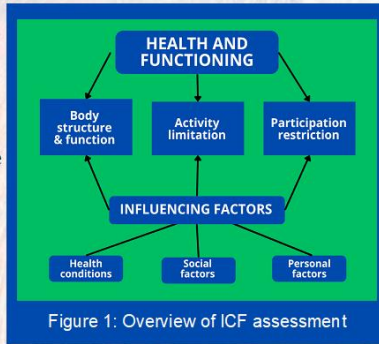 HEALTH AND
FUNCTIONING
Body
structure
& function
Activity
limitation
Participation
restriction
INFLUENCING FACTORS
Health
conditions
Social
factors
Personal
factors
Figure 1: Overview of ICF assessment